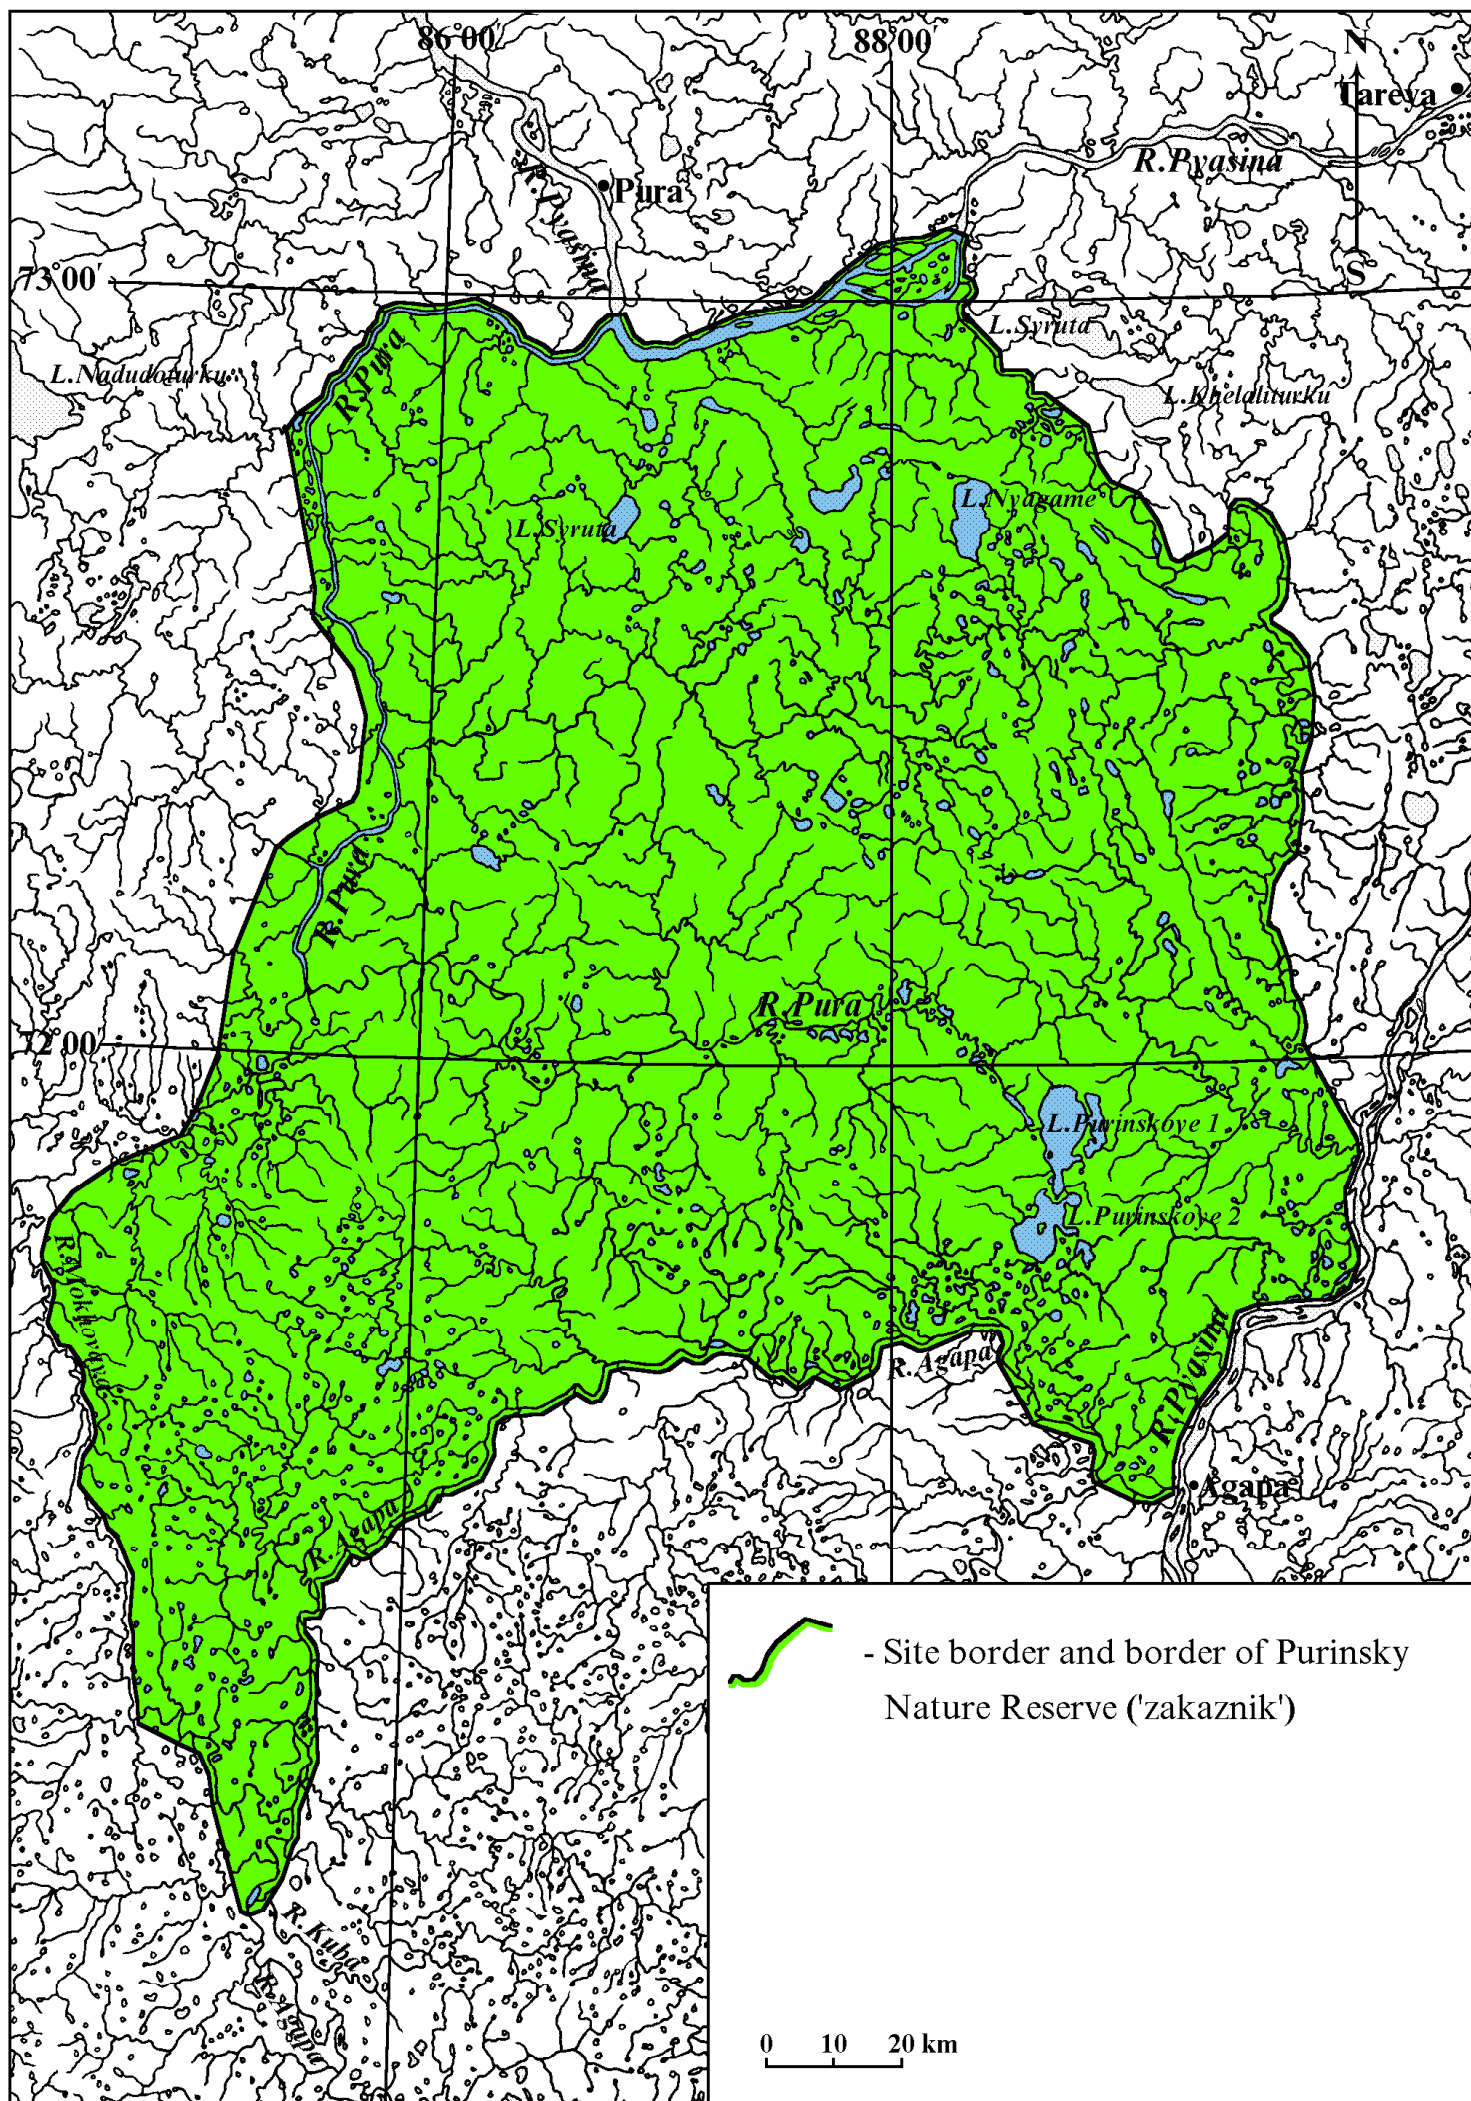 86°00'
88°00'
N
Tareya
R.Pyasina
R.Pyasina
Pura
73°00'
S
L.Syruta
R.Pura
L.Nadudoturku
L.Khelaliturku
L.Nyagame
L.Syruta
R.Pura
R.Pura
72°00'
L.Purinskoye 1
L.Purinskoye 2
R.Mokhovaya
R.Agapa
R.Pyasina
Agapa
R.Agapa
- Site border and border of Purinsky
Nature Reserve ('zakaznik')
R.Kuba
R.Agapa
0 10 20 km